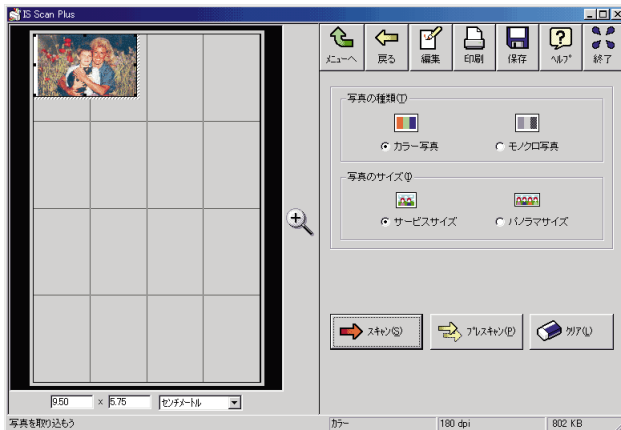 IS Scan Plus
ﾒﾆｭｰへ
戻る
編集
印刷
保存
ﾍﾙﾌﾟ
終了
写真の種類(T)
カラー写真
モノクロ写真
写真のサイズ(I)
サービスサイズ
パノラマサイズ
ｽｷｬﾝ(S)
ﾌﾟﾚｽｷｬﾝ(P)
ｸﾘｱ(L)
9.50 × 5.75 ｾﾝﾁﾒｰﾄﾙ
写真を取り込もう
ｶﾗｰ
180 dpi
802 KB